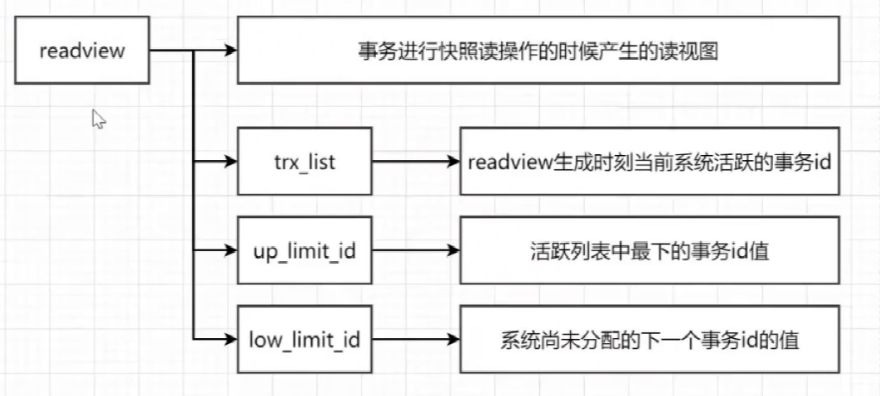 readview
事务进行快照读操作的时候产生的读视图
trx_list
readview生成时刻当前系统活跃的事务id
up_limit_id
活跃列表中最下的事务id值
low_limit_id
系统尚未分配的下一个事务id的值